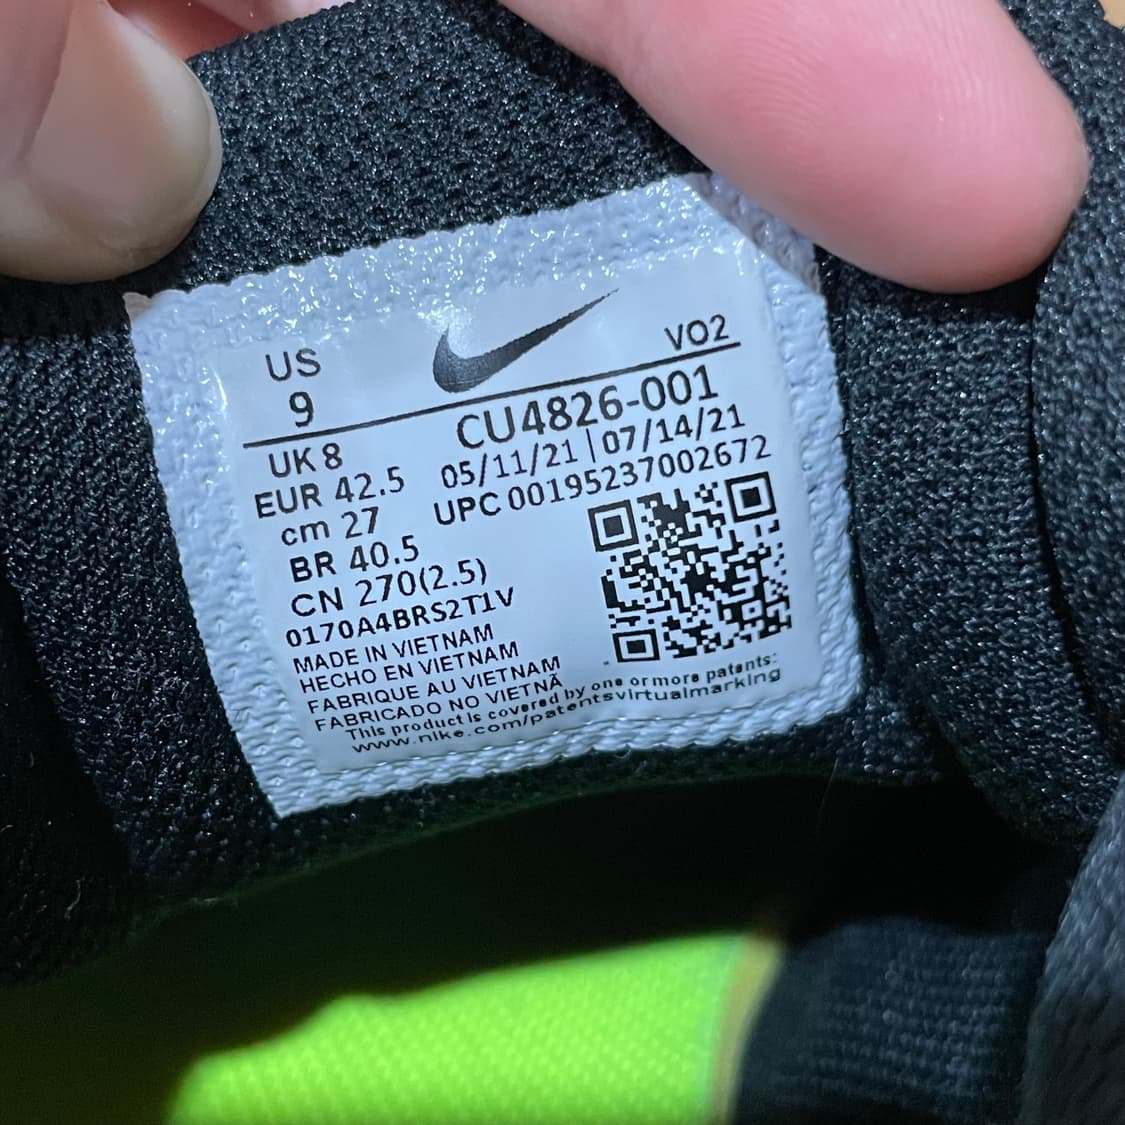 US
9
VO2
UK 8
EUR 42.5
cm 27
BR 40.5
CN 270(2.5)
0170A4BRS2T1V
CU4826-001
05/11/21 | 07/14/21
UPC 00195237002672
MADE IN VIETNAM
HECHO EN VIETNAM
FABRIQUE AU VIETNAM
FABRICADO NO VIETNÃ
This product is covered by one or more patents:
www.nike.com/patentsvirtualmarking